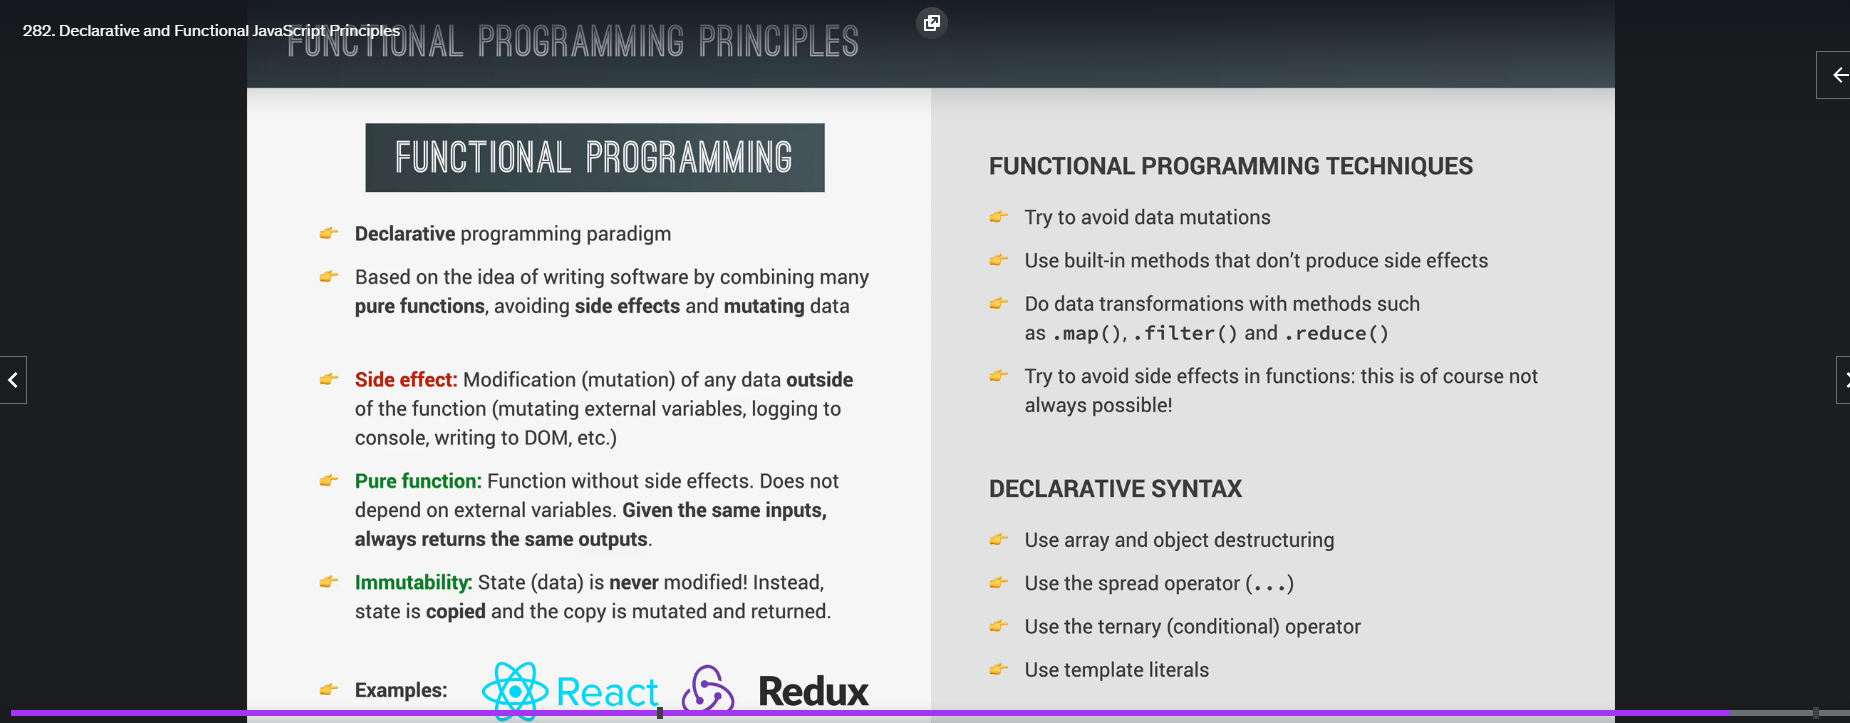 282. Declarative and Functional JavaScript Principles
FUNCTIONAL PROGRAMMING PRINCIPLES
FUNCTIONAL PROGRAMMING
Declarative programming paradigm
Based on the idea of writing software by combining many
pure functions, avoiding side effects and mutating data
Side effect: Modification (mutation) of any data outside
of the function (mutating external variables, logging to
console, writing to DOM, etc.)
Pure function: Function without side effects. Does not
depend on external variables. Given the same inputs,
always returns the same outputs.
Immutability: State (data) is never modified! Instead,
state is copied and the copy is mutated and returned.
Examples: React Redux
FUNCTIONAL PROGRAMMING TECHNIQUES
Try to avoid data mutations
Use built-in methods that don’t produce side effects
Do data transformations with methods such
as .map(), .filter() and .reduce()
Try to avoid side effects in functions: this is of course not
always possible!
DECLARATIVE SYNTAX
Use array and object destructuring
Use the spread operator (...)
Use the ternary (conditional) operator
Use template literals